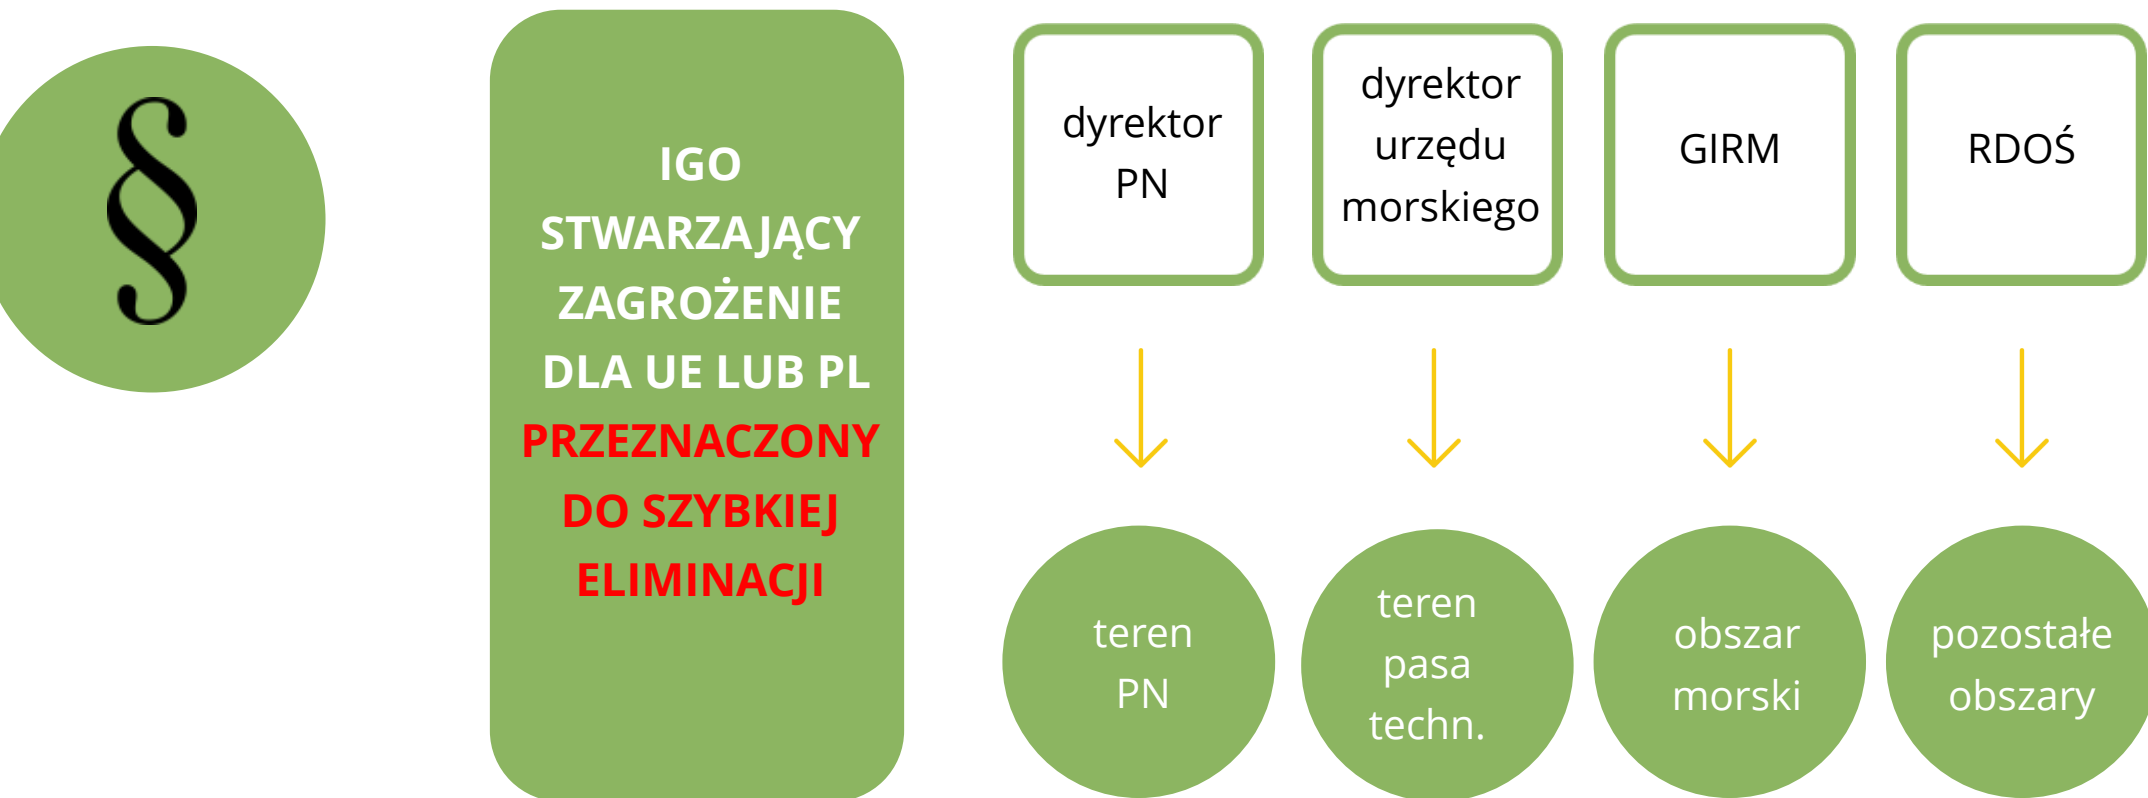 §
IGO
STWARZAJĄCY
ZAGROŻENIE
DLA UE LUB PL
PRZEZNACZONY
DO SZYBKIEJ
ELIMINACJI
dyrektor
PN
dyrektor
urzędu
morskiego
GIRM
RDOŚ
teren
PN
teren
pasa
techn.
obszar
morski
pozostałe
obszary